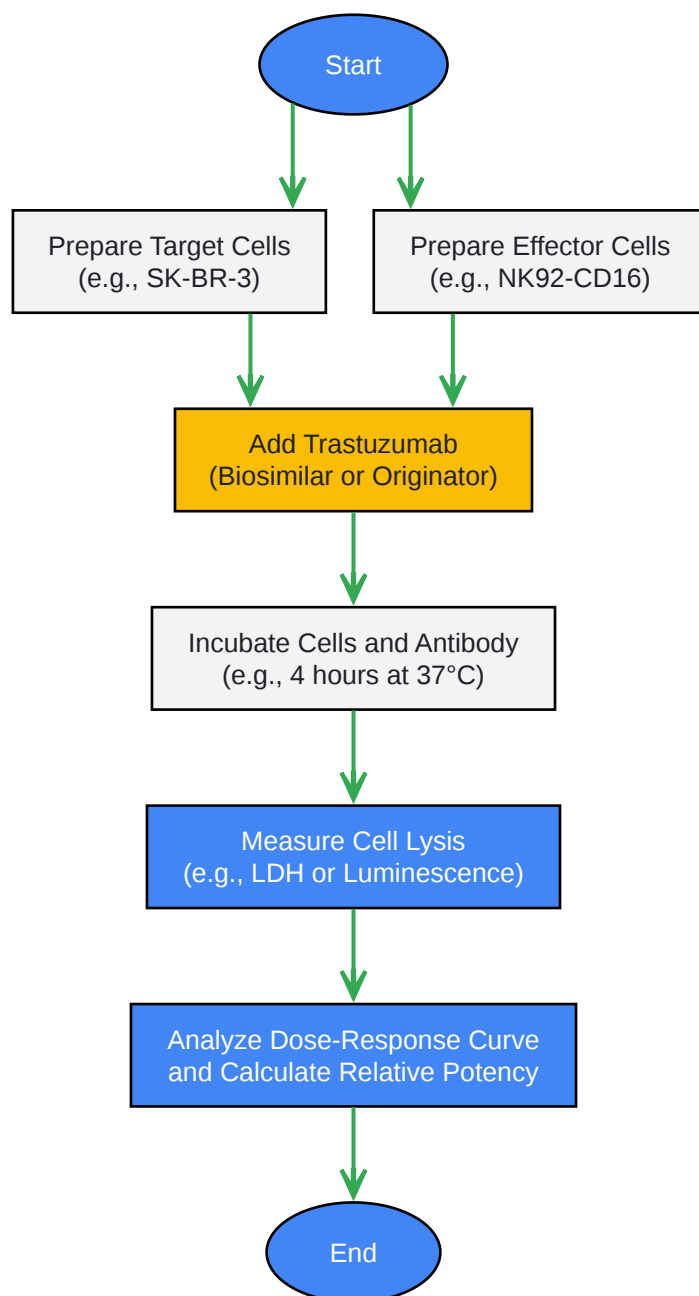 Start
Prepare Target Cells
(e.g., SK-BR-3)
Prepare Effector Cells
(e.g., NK92-CD16)
Add Trastuzumab
(Biosimilar or Originator)
Incubate Cells and Antibody
(e.g., 4 hours at 37°C)
Measure Cell Lysis
(e.g., LDH or Luminescence)
Analyze Dose-Response Curve
and Calculate Relative Potency
End